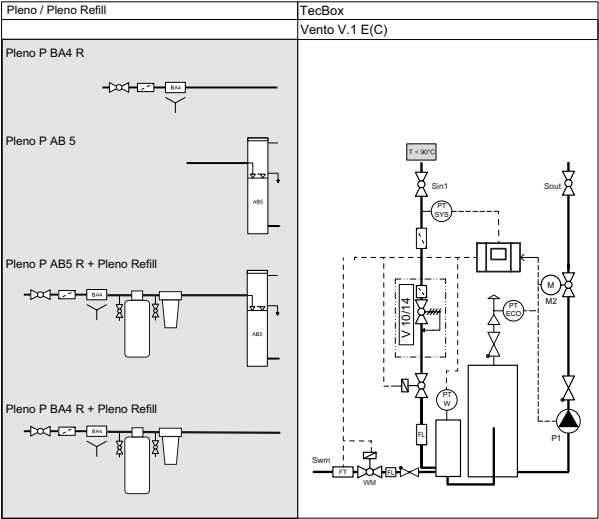 Pleno / Pleno Refill
TecBox
Vento V.1 E(C)
Pleno P BA4 R
BA4
Pleno P AB 5
AB5
Pleno P AB5 R + Pleno Refill
BA4
AB5
Pleno P BA4 R + Pleno Refill
BA4
T < 90°C
Sin1
Sout
PT
SYS
M
M2
PT
ECO
V 10/14
PT
W
FL
P1
Swm
FT
WM
FL